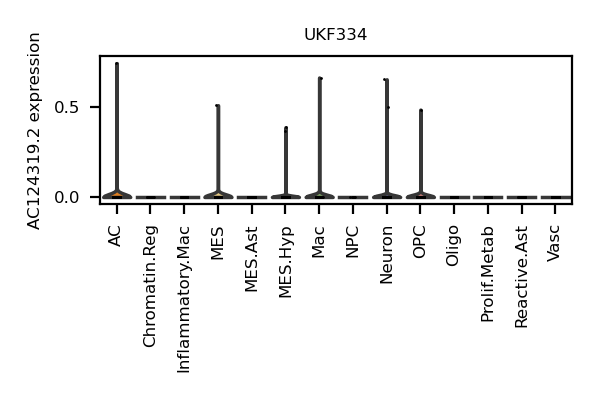 UKF334
AC124319.2 expression
0.5
0.0
AC
Chromatin.Reg
Inflammatory.Mac
MES
MES.Ast
MES.Hyp
Mac
NPC
Neuron
OPC
Oligo
Prolif.Metab
Reactive.Ast
Vasc